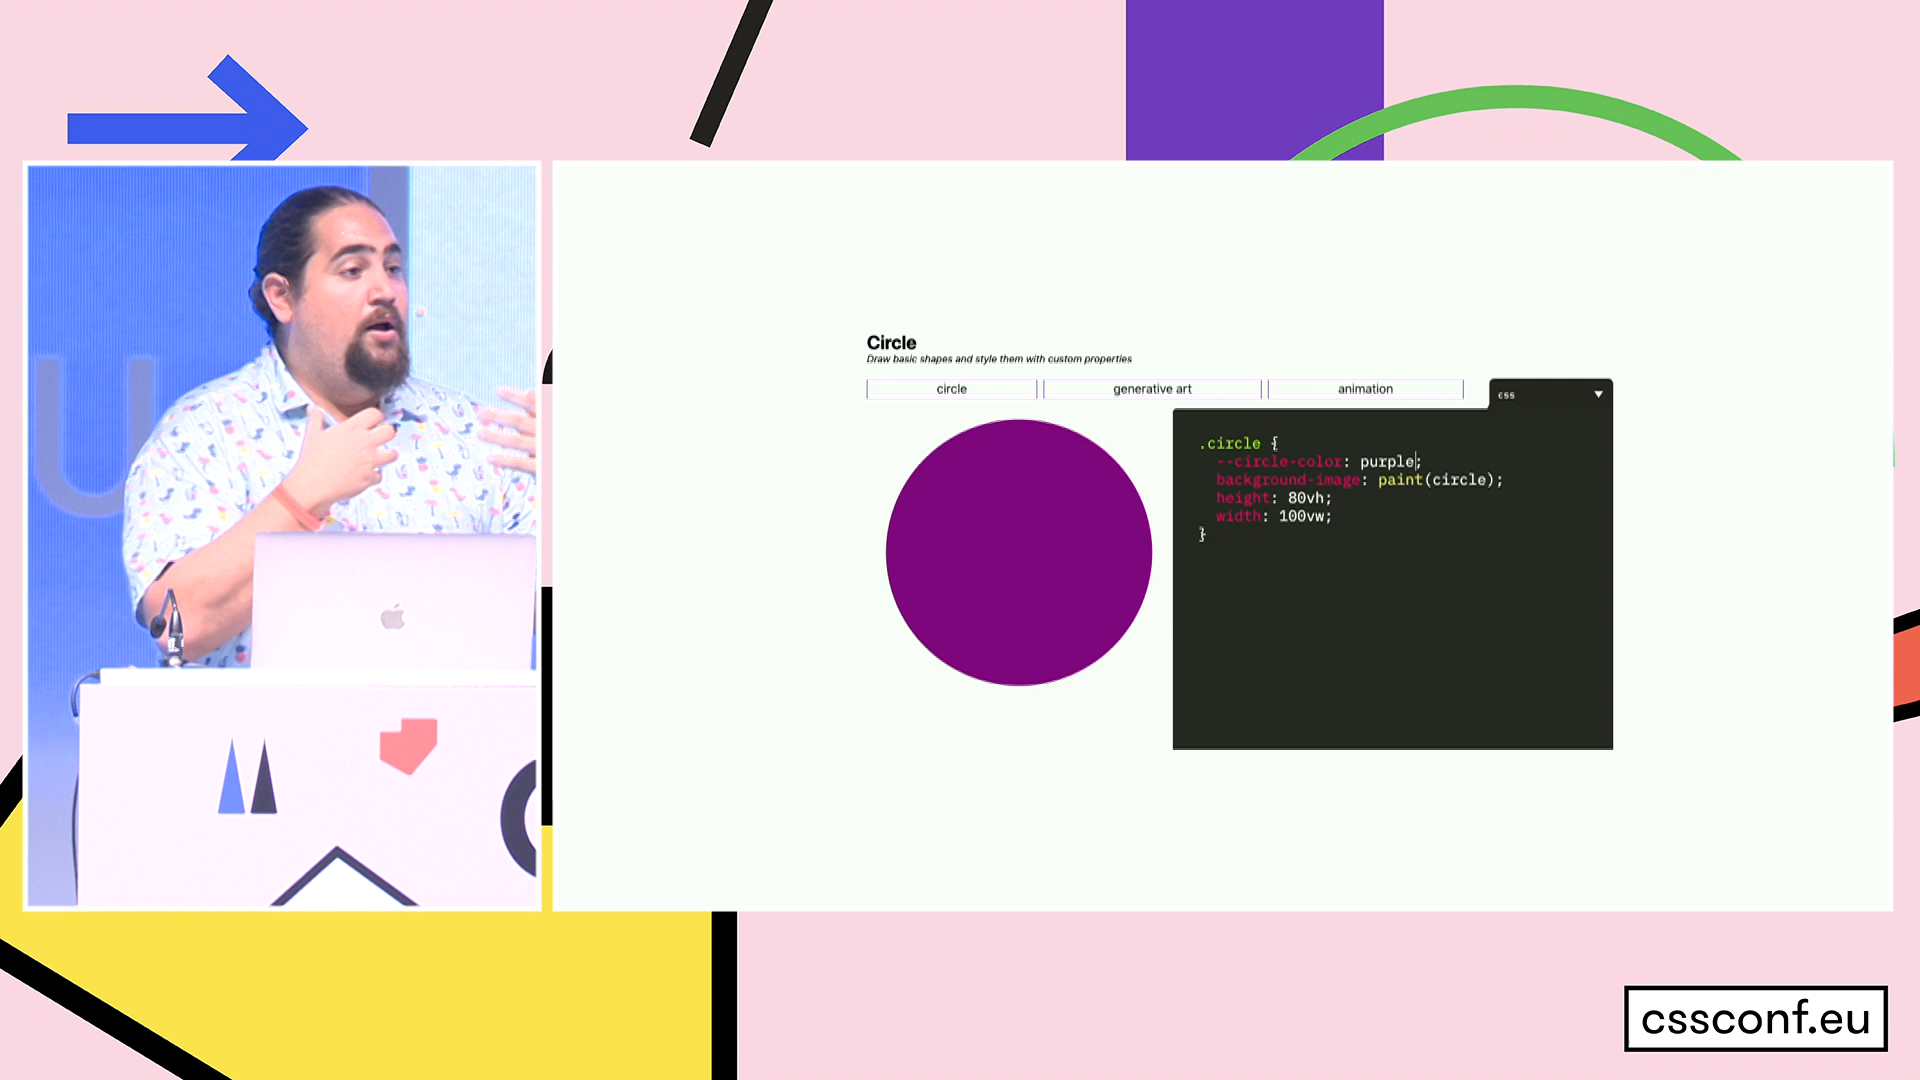 Circle
Draw basic shapes and style them with custom properties
circle generative art animation
css
.circle {
--circle-color: purple;
background-image: paint(circle);
height: 80vh;
width: 100vw;
}
cssconf.eu